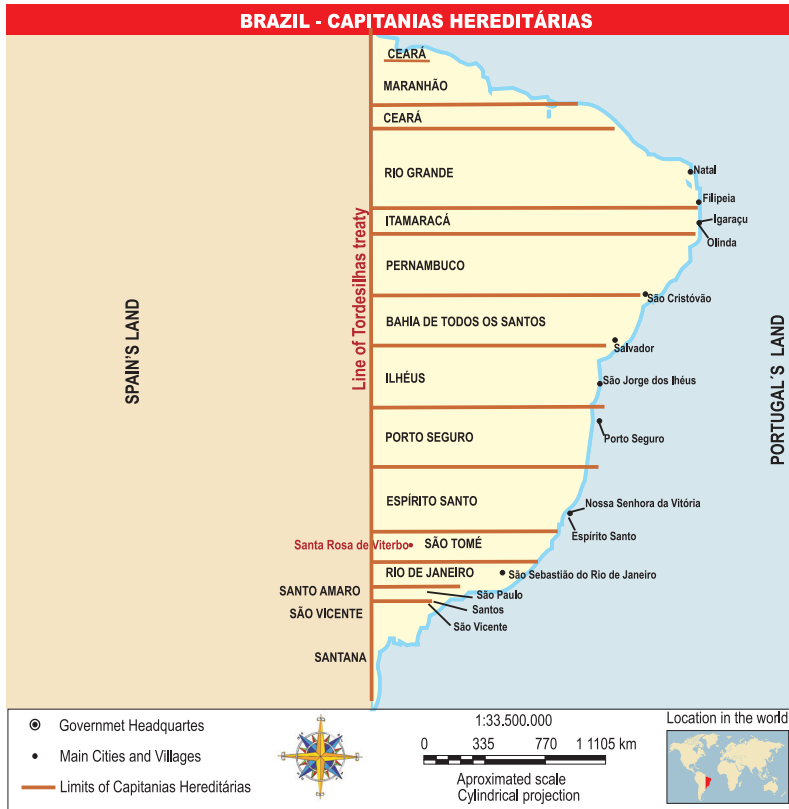 BRAZIL - CAPITANIAS HEREDITÁRIAS
CEARÁ
MARANHÃO
CEARÁ
RIO GRANDE
Natal
Filipeia
ITAMARACÁ
Igaraçu
Olinda
PERNAMBUCO
São Cristóvão
BAHIA DE TODOS OS SANTOS
Salvador
Line of Tordesilhas treaty
SPAIN'S LAND
PORTUGAL´S LAND
ILHÉUS
São Jorge dos Ihéus
PORTO SEGURO
Porto Seguro
ESPÍRITO SANTO
Nossa Senhora da Vitória
Espírito Santo
Santa Rosa de Viterbo
SÃO TOMÉ
RIO DE JANEIRO
São Sebastião do Rio de Janeiro
SANTO AMARO
São Paulo
Santos
SÃO VICENTE
São Vicente
SANTANA
Governmet Headquartes
Main Cities and Villages
Limits of Capitanias Hereditárias
1:33.500.000
0 335 770 1 1105 km
Aproximated scale
Cylindrical projection
Location in the world